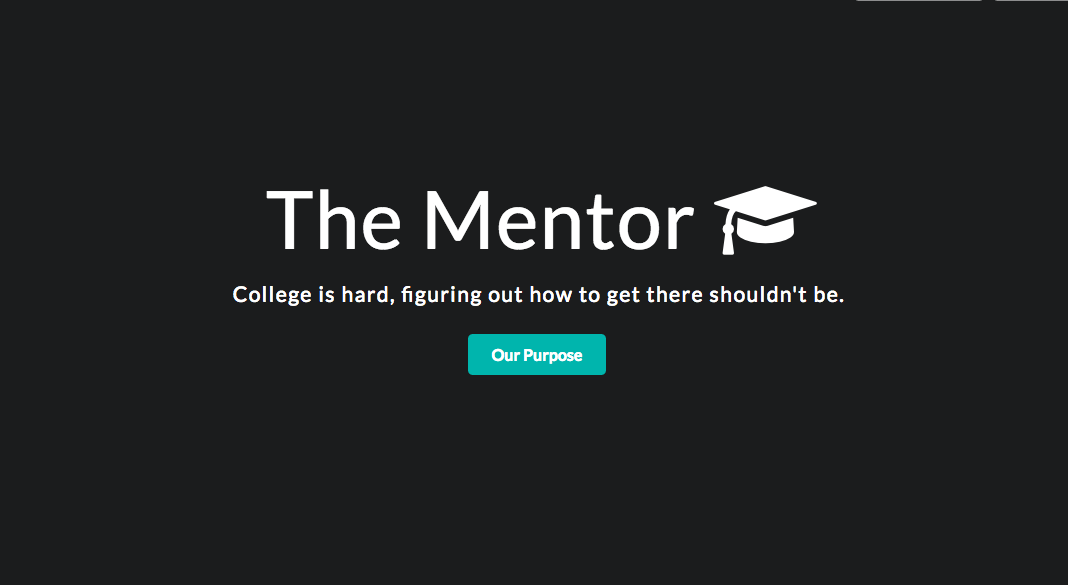 The Mentor
College is hard, figuring out how to get there shouldn't be.
Our Purpose